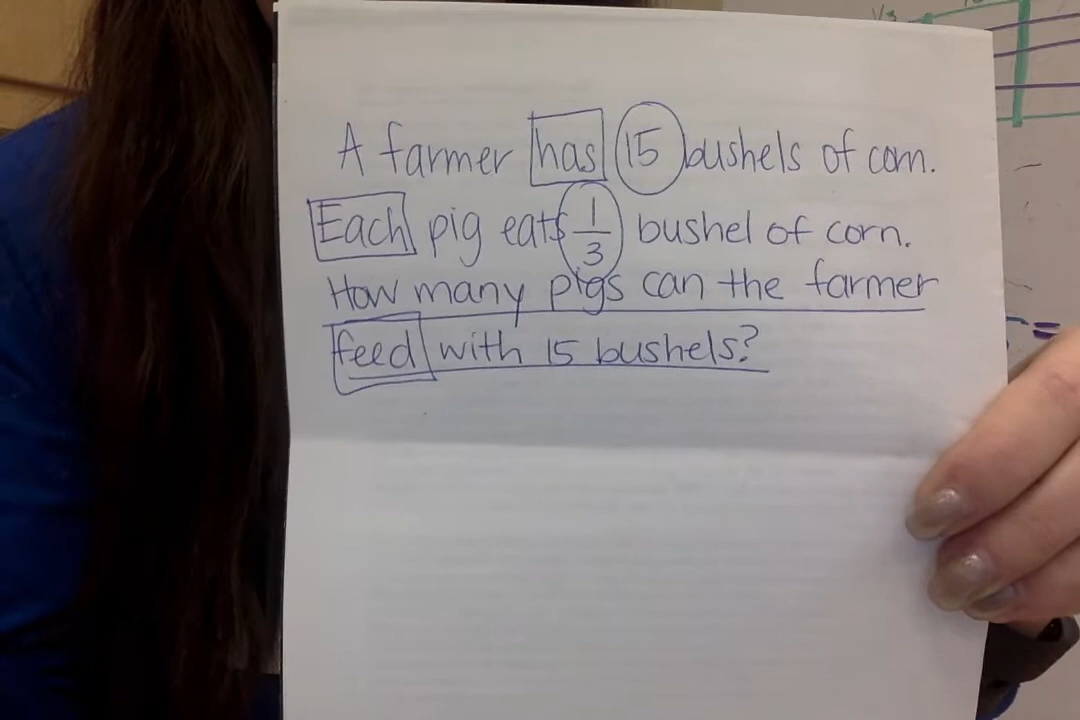 A farmer has 15 bushels of corn.
Each pig eats 1/3 bushel of corn.
How many pigs can the farmer
feed with 15 bushels?